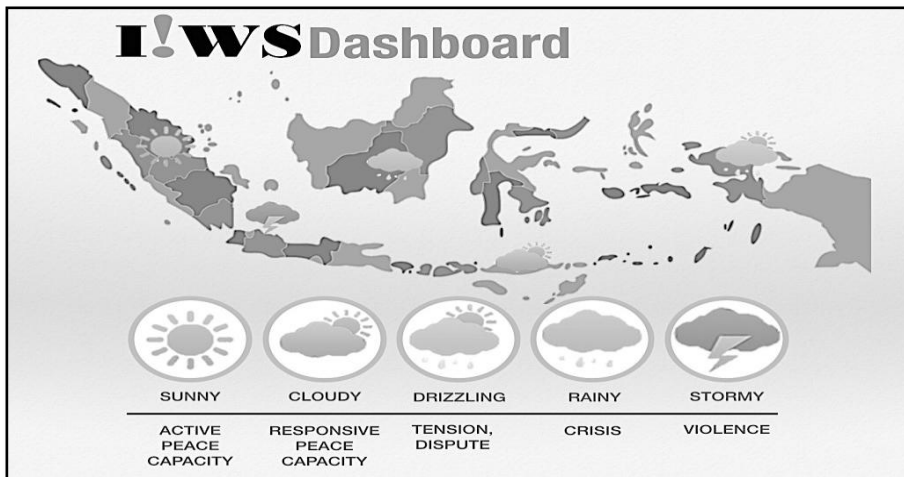 I!WS Dashboard
SUNNY CLOUDY DRIZZLING RAINY STORMY
ACTIVE PEACE CAPACITY
RESPONSIVE PEACE CAPACITY
TENSION, DISPUTE
CRISIS
VIOLENCE